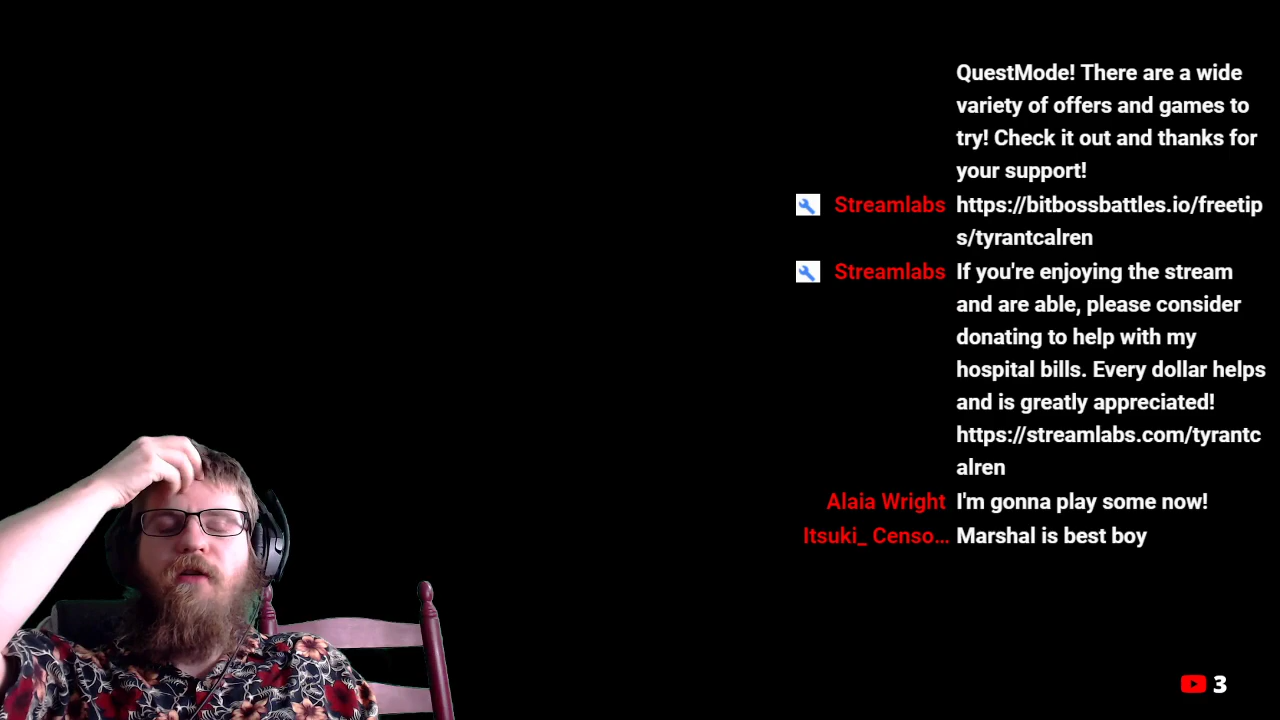 QuestMode! There are a wide
variety of offers and games to
try! Check it out and thanks for
your support!
Streamlabs https://bitbossbattles.io/freetip
s/tyrantcalren
Streamlabs If you're enjoying the stream
and are able, please consider
donating to help with my
hospital bills. Every dollar helps
and is greatly appreciated!
https://streamlabs.com/tyrantc
alren
Alaia Wright I'm gonna play some now!
Itsuki_ Censo... Marshal is best boy
3